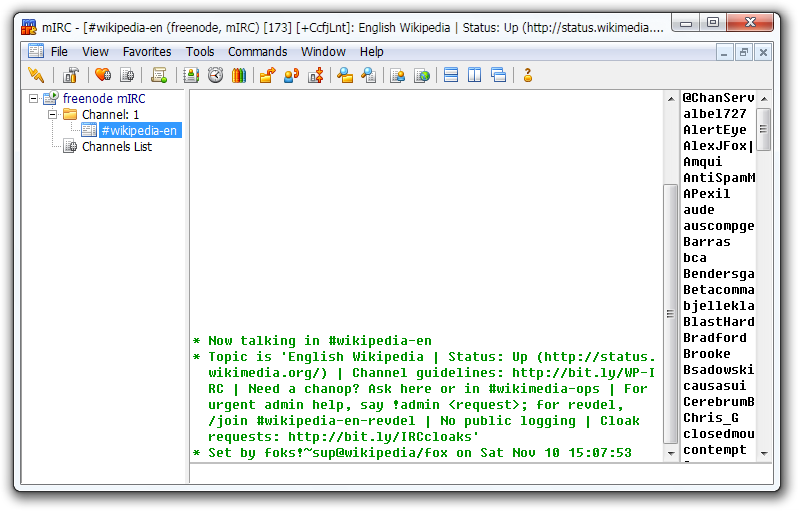 mIRC - [#wikipedia-en (freenode, mIRC) [173] [+CcfjLnt]: English Wikipedia | Status: Up (http://status.wikimedia....
File View Favorites Tools Commands Window Help
freenode mIRC
Channel: 1
#wikipedia-en
Channels List
* Now talking in #wikipedia-en
* Topic is 'English Wikipedia | Status: Up (http://status.
wikimedia.org/) | Channel guidelines: http://bit.ly/WP-I
RC | Need a chanop? Ask here or in #wikimedia-ops | For
urgent admin help, say !admin <request>; for revdel,
/join #wikipedia-en-revdel | No public logging | Cloak
requests: http://bit.ly/IRCcloaks'
* Set by foks!~sup@wikipedia/fox on Sat Nov 10 15:07:53
@ChanServ
albel727
AlertEye
AlexJFox|
Amqui
AntiSpamM
APexil
aude
auscompge
Barras
bca
Bendersga
Betacomma
bjellekla
BlastHard
Bradford
Brooke
Bsadowski
causasui
CerebrumB
Chris_G
closedmou
contempt